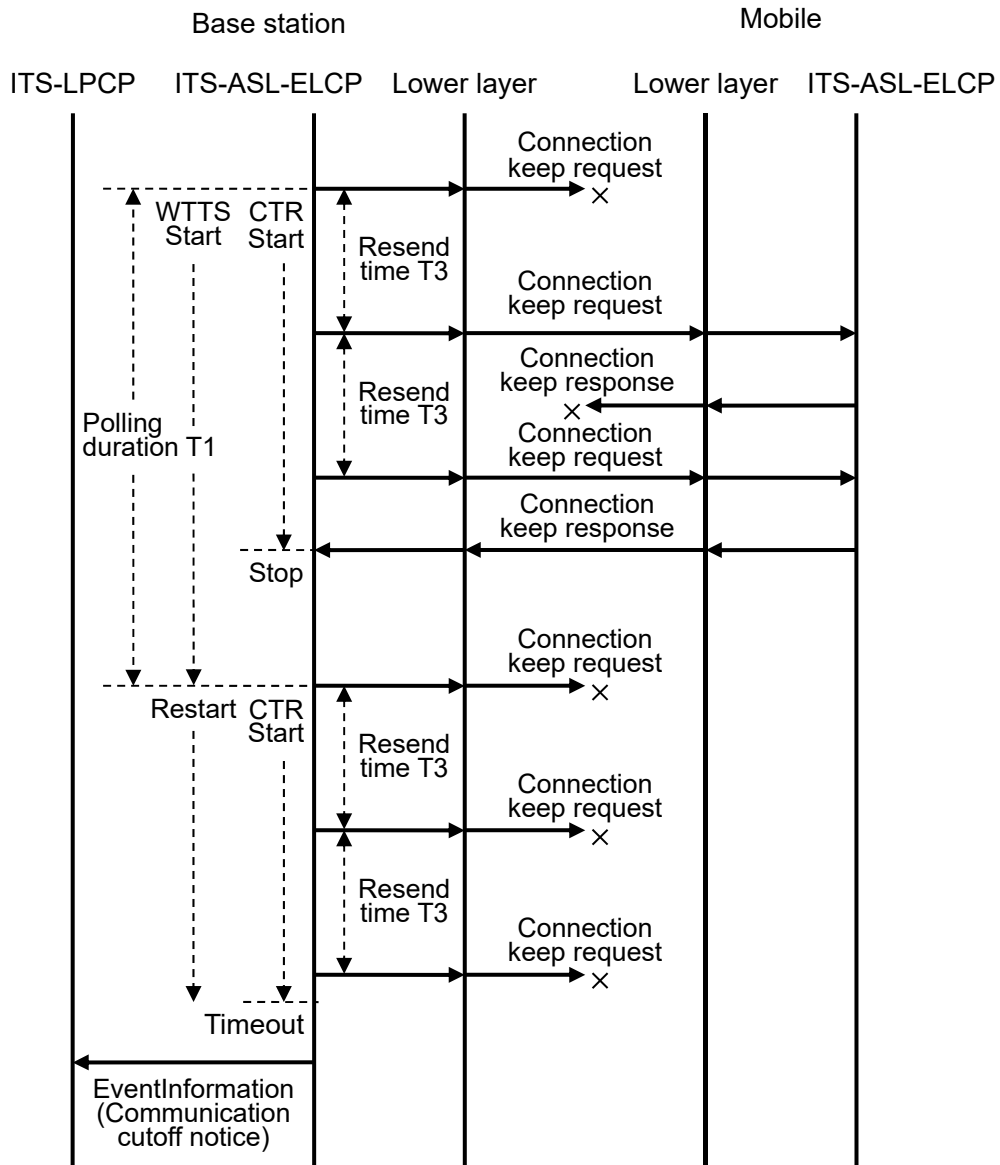 Base station
Mobile
ITS-LPCP
ITS-ASL-ELCP
Lower layer
Lower layer
ITS-ASL-ELCP
Connection
keep request
×
WTTS
Start
CTR
Start
Resend
time T3
Connection
keep request
Connection
keep response
×
Resend
time T3
Polling
duration T1
Connection
keep request
Connection
keep response
Stop
Connection
keep request
×
Restart
CTR
Start
Resend
time T3
Connection
keep request
×
Resend
time T3
Connection
keep request
×
Timeout
EventInformation
(Communication
cutoff notice)